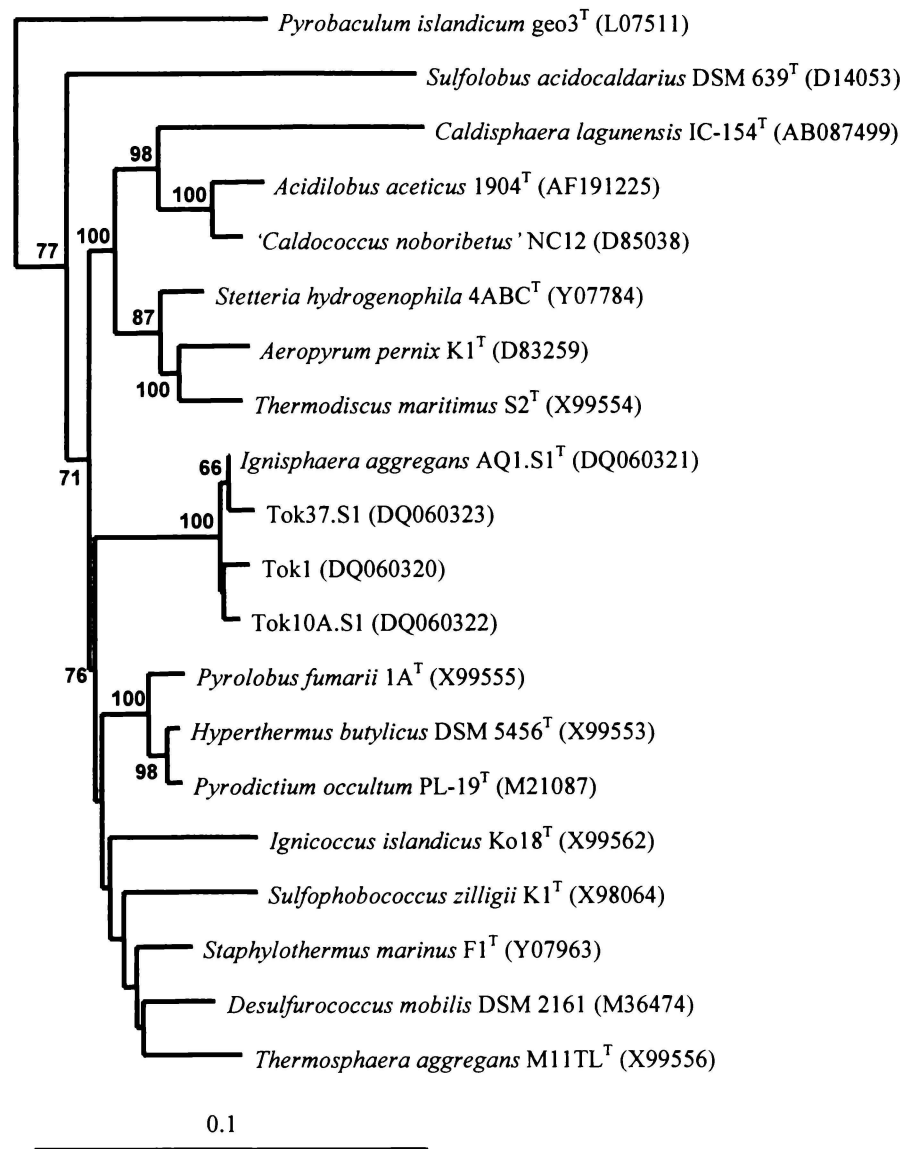 Pyrobaculum islandicum geo3ᵀ (L07511)
Sulfolobus acidocaldarius DSM 639ᵀ (D14053)
Caldisphaera lagunensis IC-154ᵀ (AB087499)
98
Acidilobus aceticus 1904ᵀ (AF191225)
100
'Caldococcus noboribetus' NC12 (D85038)
100
77
Stetteria hydrogenophila 4ABCᵀ (Y07784)
87
Aeropyrum pernix K1ᵀ (D83259)
100
Thermodiscus maritimus S2ᵀ (X99554)
Ignisphaera aggregans AQ1.S1ᵀ (DQ060321)
66
71
Tok37.S1 (DQ060323)
100
Tok1 (DQ060320)
Tok10A.S1 (DQ060322)
76
Pyrolobus fumarii 1Aᵀ (X99555)
100
Hyperthermus butylicus DSM 5456ᵀ (X99553)
98
Pyrodictium occultum PL-19ᵀ (M21087)
Ignicoccus islandicus Ko18ᵀ (X99562)
Sulfophobococcus zilligii K1ᵀ (X98064)
Staphylothermus marinus F1ᵀ (Y07963)
Desulfurococcus mobilis DSM 2161 (M36474)
Thermosphaera aggregans M11TLᵀ (X99556)
0.1